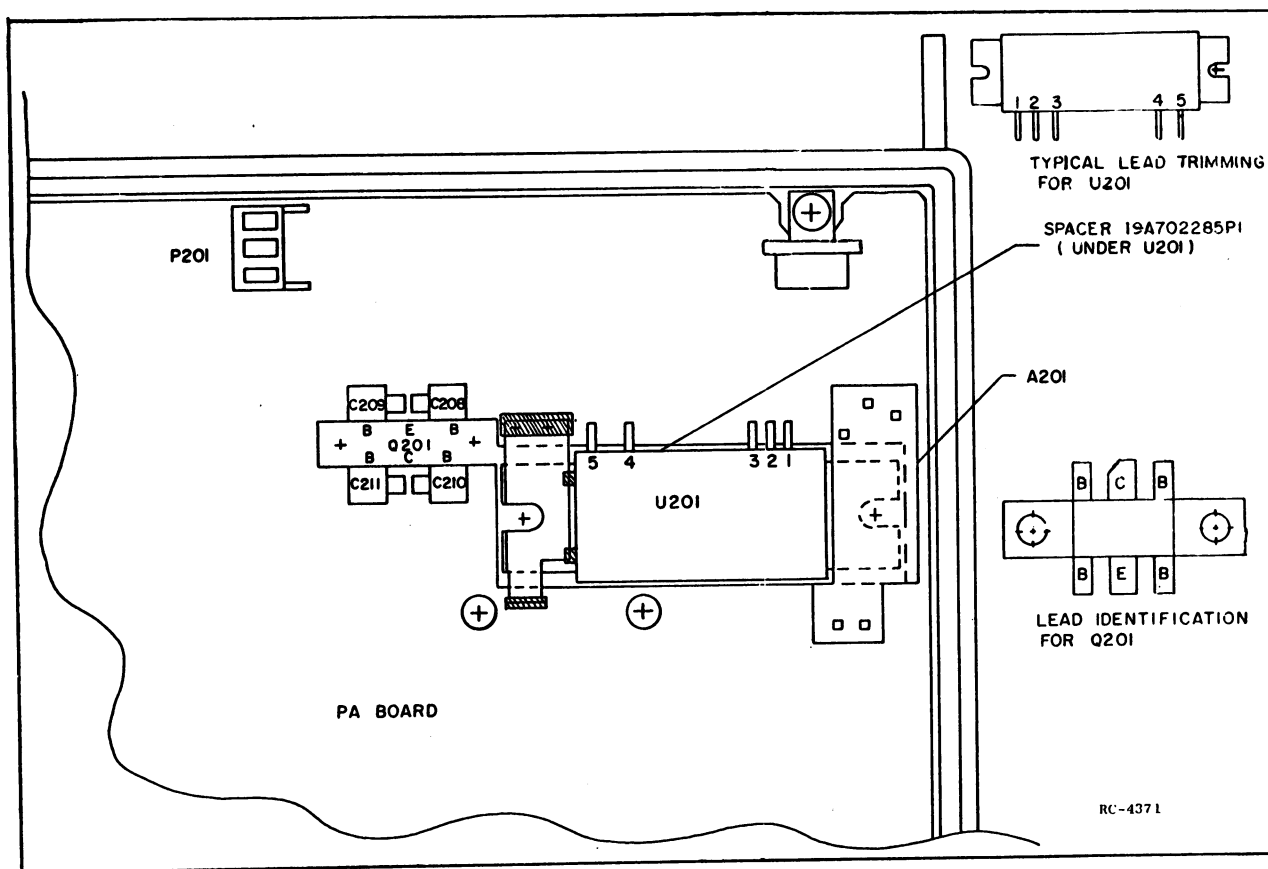 1 2 3 4 5
TYPICAL LEAD TRIMMING
FOR U201
SPACER 19A702285P1
( UNDER U201)
P201
A201
C209 C208
B E B
Q201
B C B
C211 C210
5 4 3 2 1
U201
B C B
B E B
LEAD IDENTIFICATION
FOR Q201
PA BOARD
RC-4371